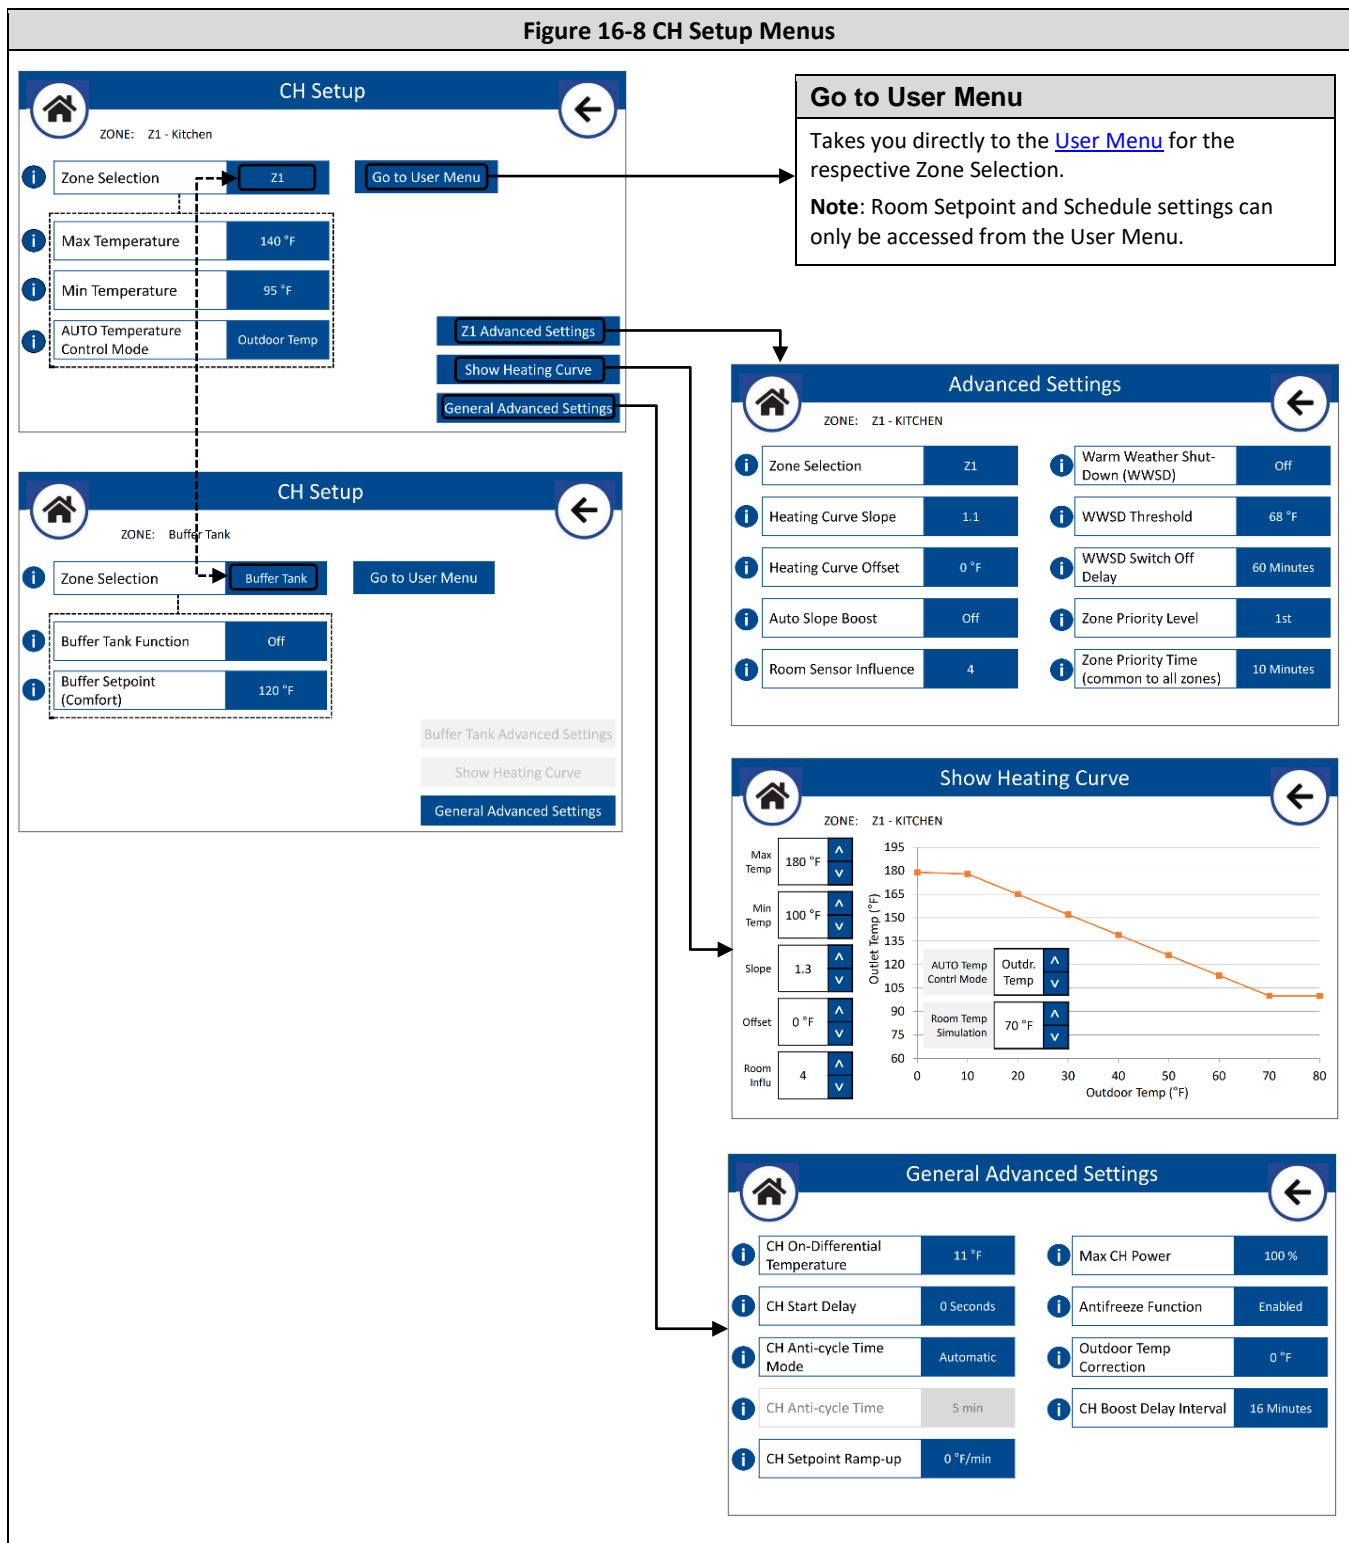 Figure 16-8 CH Setup Menus
CH Setup
ZONE: Z1 - Kitchen
i Zone Selection Z1 Go to User Menu
i Max Temperature 140 °F
i Min Temperature 95 °F
i AUTO Temperature
Control Mode Outdoor Temp
Z1 Advanced Settings
Show Heating Curve
General Advanced Settings
Go to User Menu
Takes you directly to the User Menu for the
respective Zone Selection.
Note: Room Setpoint and Schedule settings can
only be accessed from the User Menu.
CH Setup
ZONE: Buffer Tank
i Zone Selection Buffer Tank Go to User Menu
i Buffer Tank Function Off
i Buffer Setpoint
(Comfort) 120 °F
Buffer Tank Advanced Settings
Show Heating Curve
General Advanced Settings
Advanced Settings
ZONE: Z1 - KITCHEN
i Zone Selection Z1
i Heating Curve Slope 1.1
i Heating Curve Offset 0 °F
i Auto Slope Boost Off
i Room Sensor Influence 4
i Warm Weather Shut-
Down (WWSD) Off
i WWSD Threshold 68 °F
i WWSD Switch Off
Delay 60 Minutes
i Zone Priority Level 1st
i Zone Priority Time
(common to all zones) 10 Minutes
Show Heating Curve
ZONE: Z1 - KITCHEN
Max
Temp 180 °F
Min
Temp 100 °F
Slope 1.3
Offset 0 °F
Room
Influ 4
Outlet Temp (°F)
195
180
165
150
135
120
105
90
75
60
AUTO Temp
Contrl Mode Outdr.
Temp
Room Temp
Simulation 70 °F
0 10 20 30 40 50 60 70 80
Outdoor Temp (°F)
General Advanced Settings
i CH On-Differential
Temperature 11 °F
i CH Start Delay 0 Seconds
i CH Anti-cycle Time
Mode Automatic
i CH Anti-cycle Time 5 min
i CH Setpoint Ramp-up 0 °F/min
i Max CH Power 100 %
i Antifreeze Function Enabled
i Outdoor Temp
Correction 0 °F
i CH Boost Delay Interval 16 Minutes